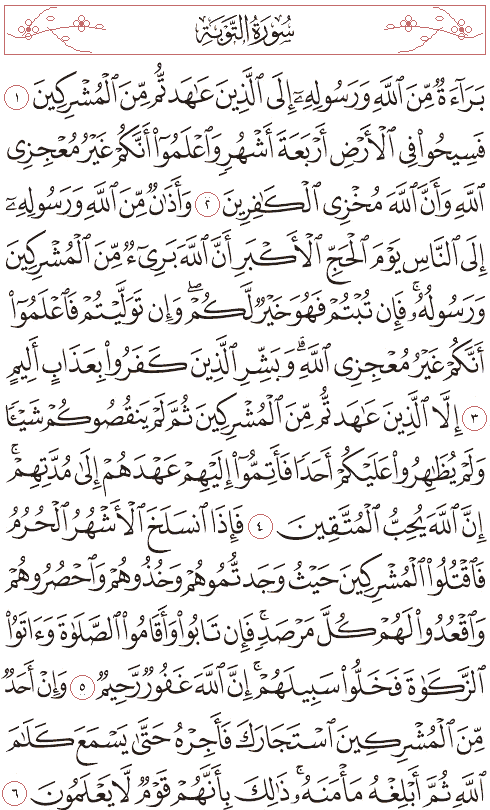 سُورَةُ التَّوْبَةِ
بَرَآءَةٌ مِّنَ ٱللَّهِ وَرَسُولِهِۦٓ إِلَى ٱلَّذِينَ عَٰهَدتُّم مِّنَ ٱلْمُشْرِكِينَ ١
فَسِيحُوا۟ فِى ٱلْأَرْضِ أَرْبَعَةَ أَشْهُرٍ وَٱعْلَمُوٓا۟ أَنَّكُمْ غَيْرُ مُعْجِزِى
ٱللَّهِ وَأَنَّ ٱللَّهَ مُخْزِى ٱلْكَٰفِرِينَ ٢ وَأَذَٰنٌ مِّنَ ٱللَّهِ وَرَسُولِهِۦٓ
إِلَى ٱلنَّاسِ يَوْمَ ٱلْحَجِّ ٱلْأَكْبَرِ أَنَّ ٱللَّهَ بَرِىٓءٌ مِّنَ ٱلْمُشْرِكِينَ
وَرَسُولُهُۥ ۚ فَإِن تُبْتُمْ فَهُوَ خَيْرٌ لَّكُمْ ۖ وَإِن تَوَلَّيْتُمْ فَٱعْلَمُوٓا۟
أَنَّكُمْ غَيْرُ مُعْجِزِى ٱللَّهِ ۗ وَبَشِّرِ ٱلَّذِينَ كَفَرُوا۟ بِعَذَابٍ أَلِيمٍ
٣ إِلَّا ٱلَّذِينَ عَٰهَدتُّم مِّنَ ٱلْمُشْرِكِينَ ثُمَّ لَمْ يَنقُصُوكُمْ شَيْـًٔا
وَلَمْ يُظَٰهِرُوا۟ عَلَيْكُمْ أَحَدًا فَأَتِمُّوٓا۟ إِلَيْهِمْ عَهْدَهُمْ إِلَىٰ مُدَّتِهِمْ ۚ
إِنَّ ٱللَّهَ يُحِبُّ ٱلْمُتَّقِينَ ٤ فَإِذَا ٱنسَلَخَ ٱلْأَشْهُرُ ٱلْحُرُمُ
فَٱقْتُلُوا۟ ٱلْمُشْرِكِينَ حَيْثُ وَجَدتُّمُوهُمْ وَخُذُوهُمْ وَٱحْصُرُوهُمْ
وَٱقْعُدُوا۟ لَهُمْ كُلَّ مَرْصَدٍ ۚ فَإِن تَابُوا۟ وَأَقَامُوا۟ ٱلصَّلَوٰةَ وَءَاتَوُا۟
ٱلزَّكَوٰةَ فَخَلُّوا۟ سَبِيلَهُمْ ۚ إِنَّ ٱللَّهَ غَفُورٌ رَّحِيمٌ ٥ وَإِنْ أَحَدٌ
مِّنَ ٱلْمُشْرِكِينَ ٱسْتَجَارَكَ فَأَجِرْهُ حَتَّىٰ يَسْمَعَ كَلَٰمَ
ٱللَّهِ ثُمَّ أَبْلِغْهُ مَأْمَنَهُۥ ۚ ذَٰلِكَ بِأَنَّهُمْ قَوْمٌ لَّا يَعْلَمُونَ ٦